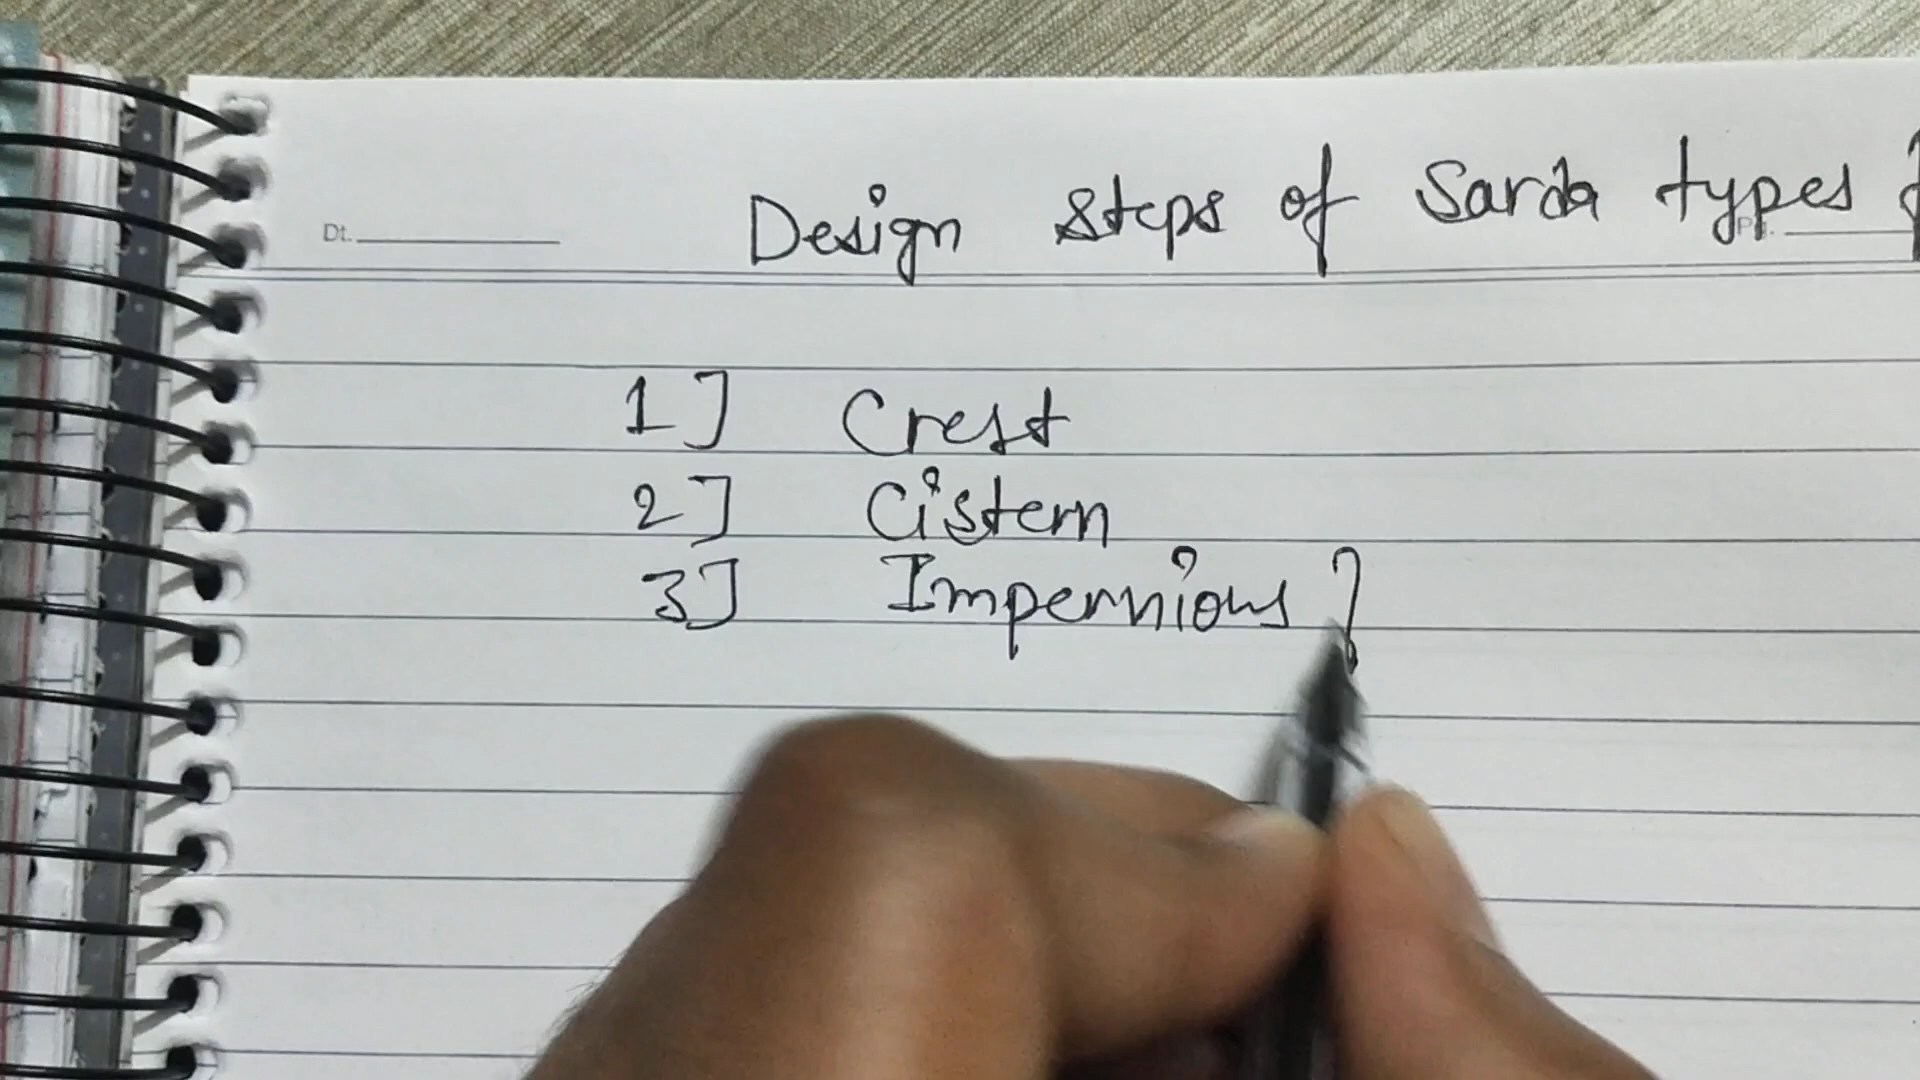 Dt.
Design steps of Sarda types
1] Crest
2] Cistern
3] Impervious